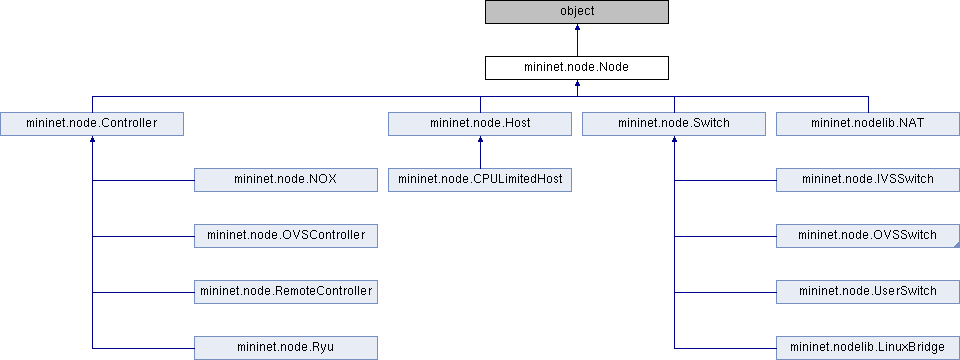 object
mininet.node.Node
mininet.node.Controller
mininet.node.Host
mininet.node.Switch
mininet.nodelib.NAT
mininet.node.NOX
mininet.node.CPULimitedHost
mininet.node.IVSSwitch
mininet.node.OVSController
mininet.node.OVSSwitch
mininet.node.RemoteController
mininet.node.UserSwitch
mininet.node.Ryu
mininet.nodelib.LinuxBridge